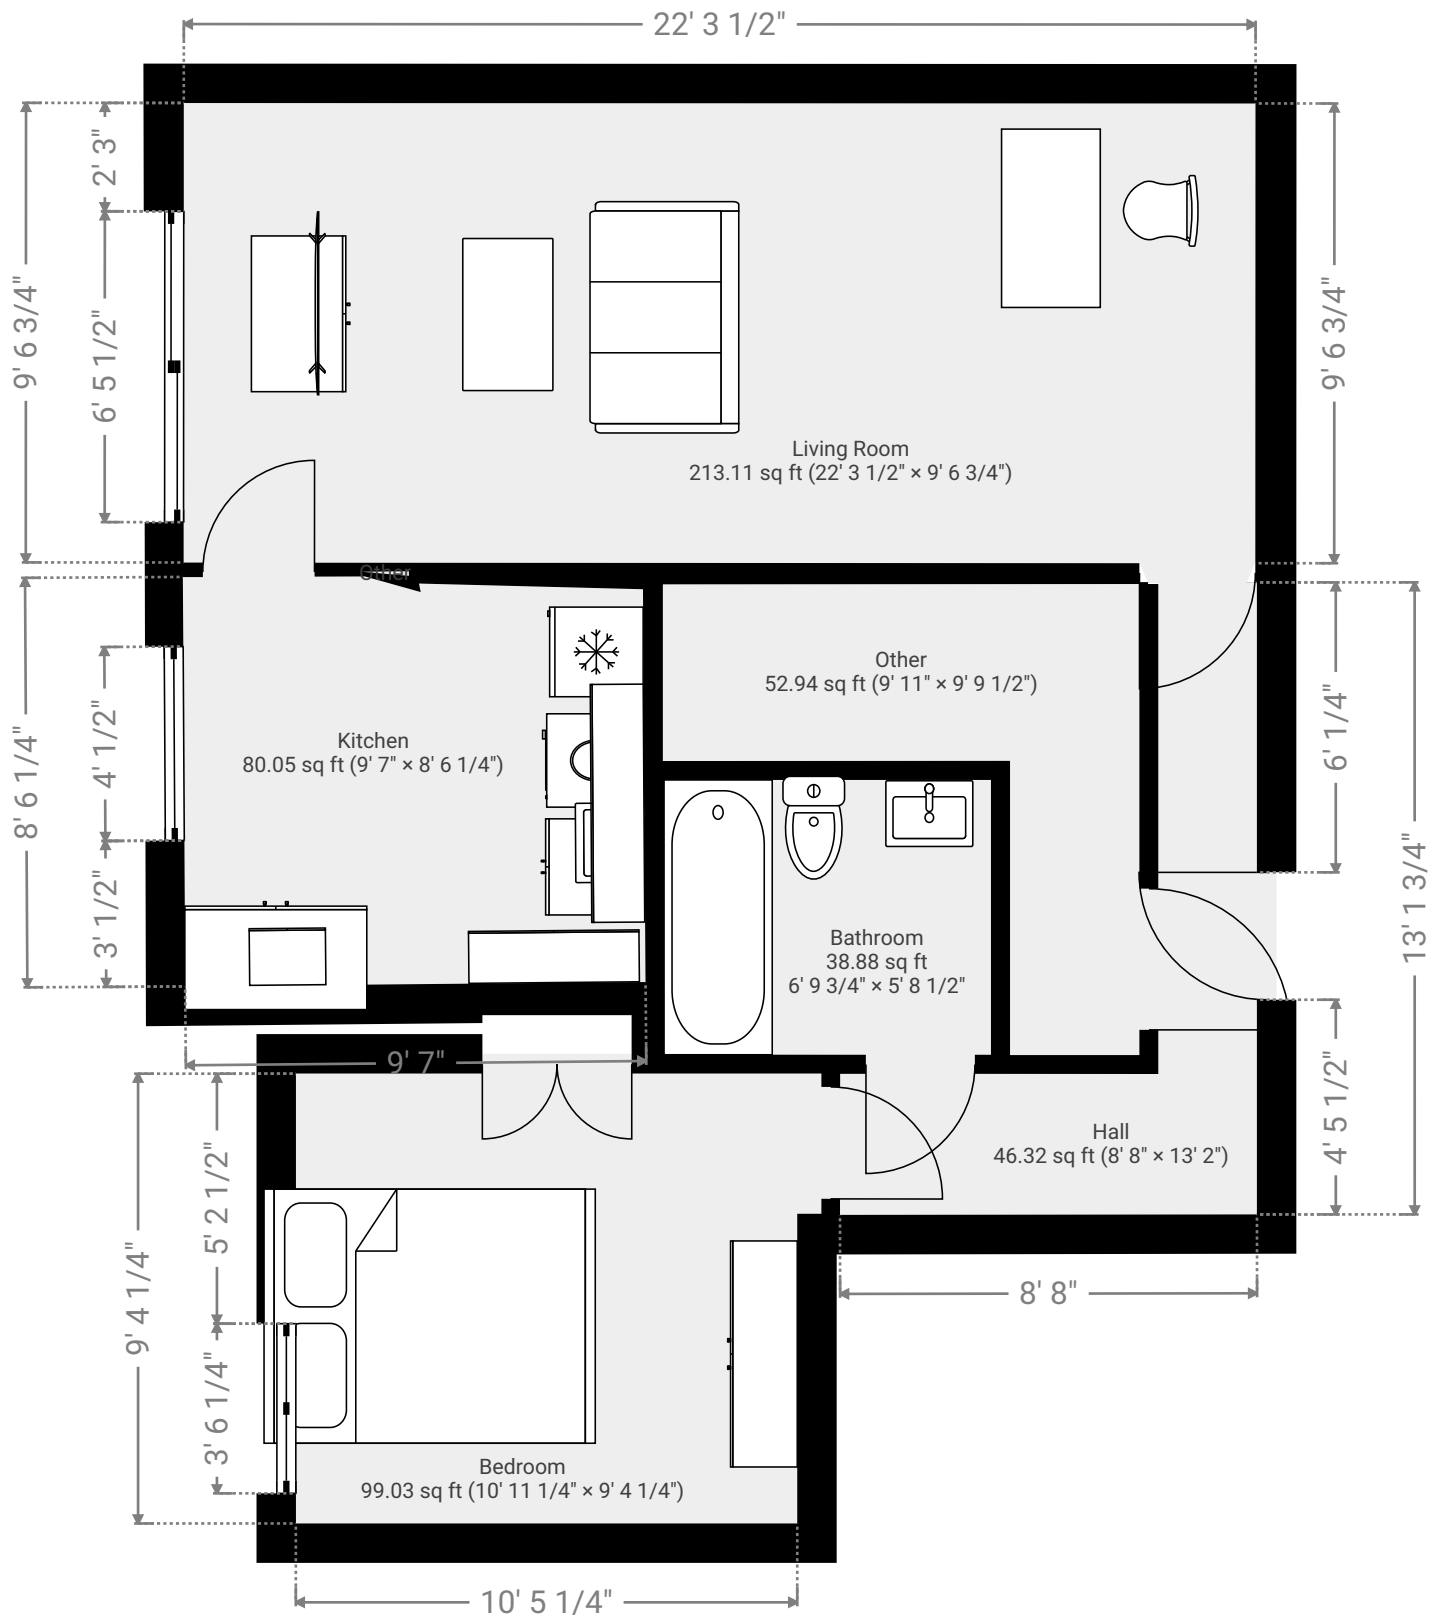 22' 3 1/2"
2' 3"
9' 6 3/4"
6' 5 1/2"
9' 6 3/4"
Living Room
213.11 sq ft (22' 3 1/2" × 9' 6 3/4")
Other
Other
52.94 sq ft (9' 11" × 9' 9 1/2")
Kitchen
80.05 sq ft (9' 7" × 8' 6 1/4")
8' 6 1/4"
4' 1/2"
3' 1/2"
6' 1/4"
13' 1 3/4"
Bathroom
38.88 sq ft
6' 9 3/4" × 5' 8 1/2"
9' 7"
4' 5 1/2"
Hall
46.32 sq ft (8' 8" × 13' 2")
5' 2 1/2"
9' 4 1/4"
8' 8"
3' 6 1/4"
Bedroom
99.03 sq ft (10' 11 1/4" × 9' 4 1/4")
10' 5 1/4"